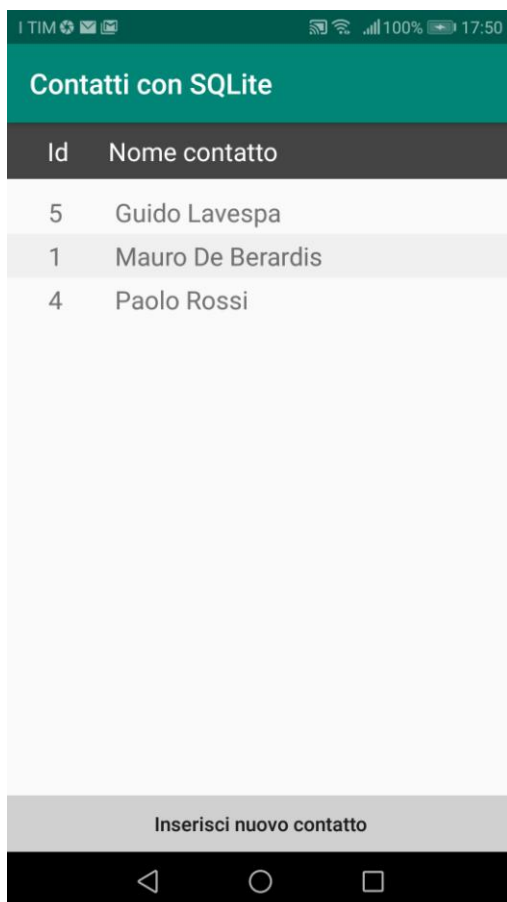 I TIM 100% 17:50
Contatti con SQLite
Id Nome contatto
5 Guido Lavespa
1 Mauro De Berardis
4 Paolo Rossi
Inserisci nuovo contatto